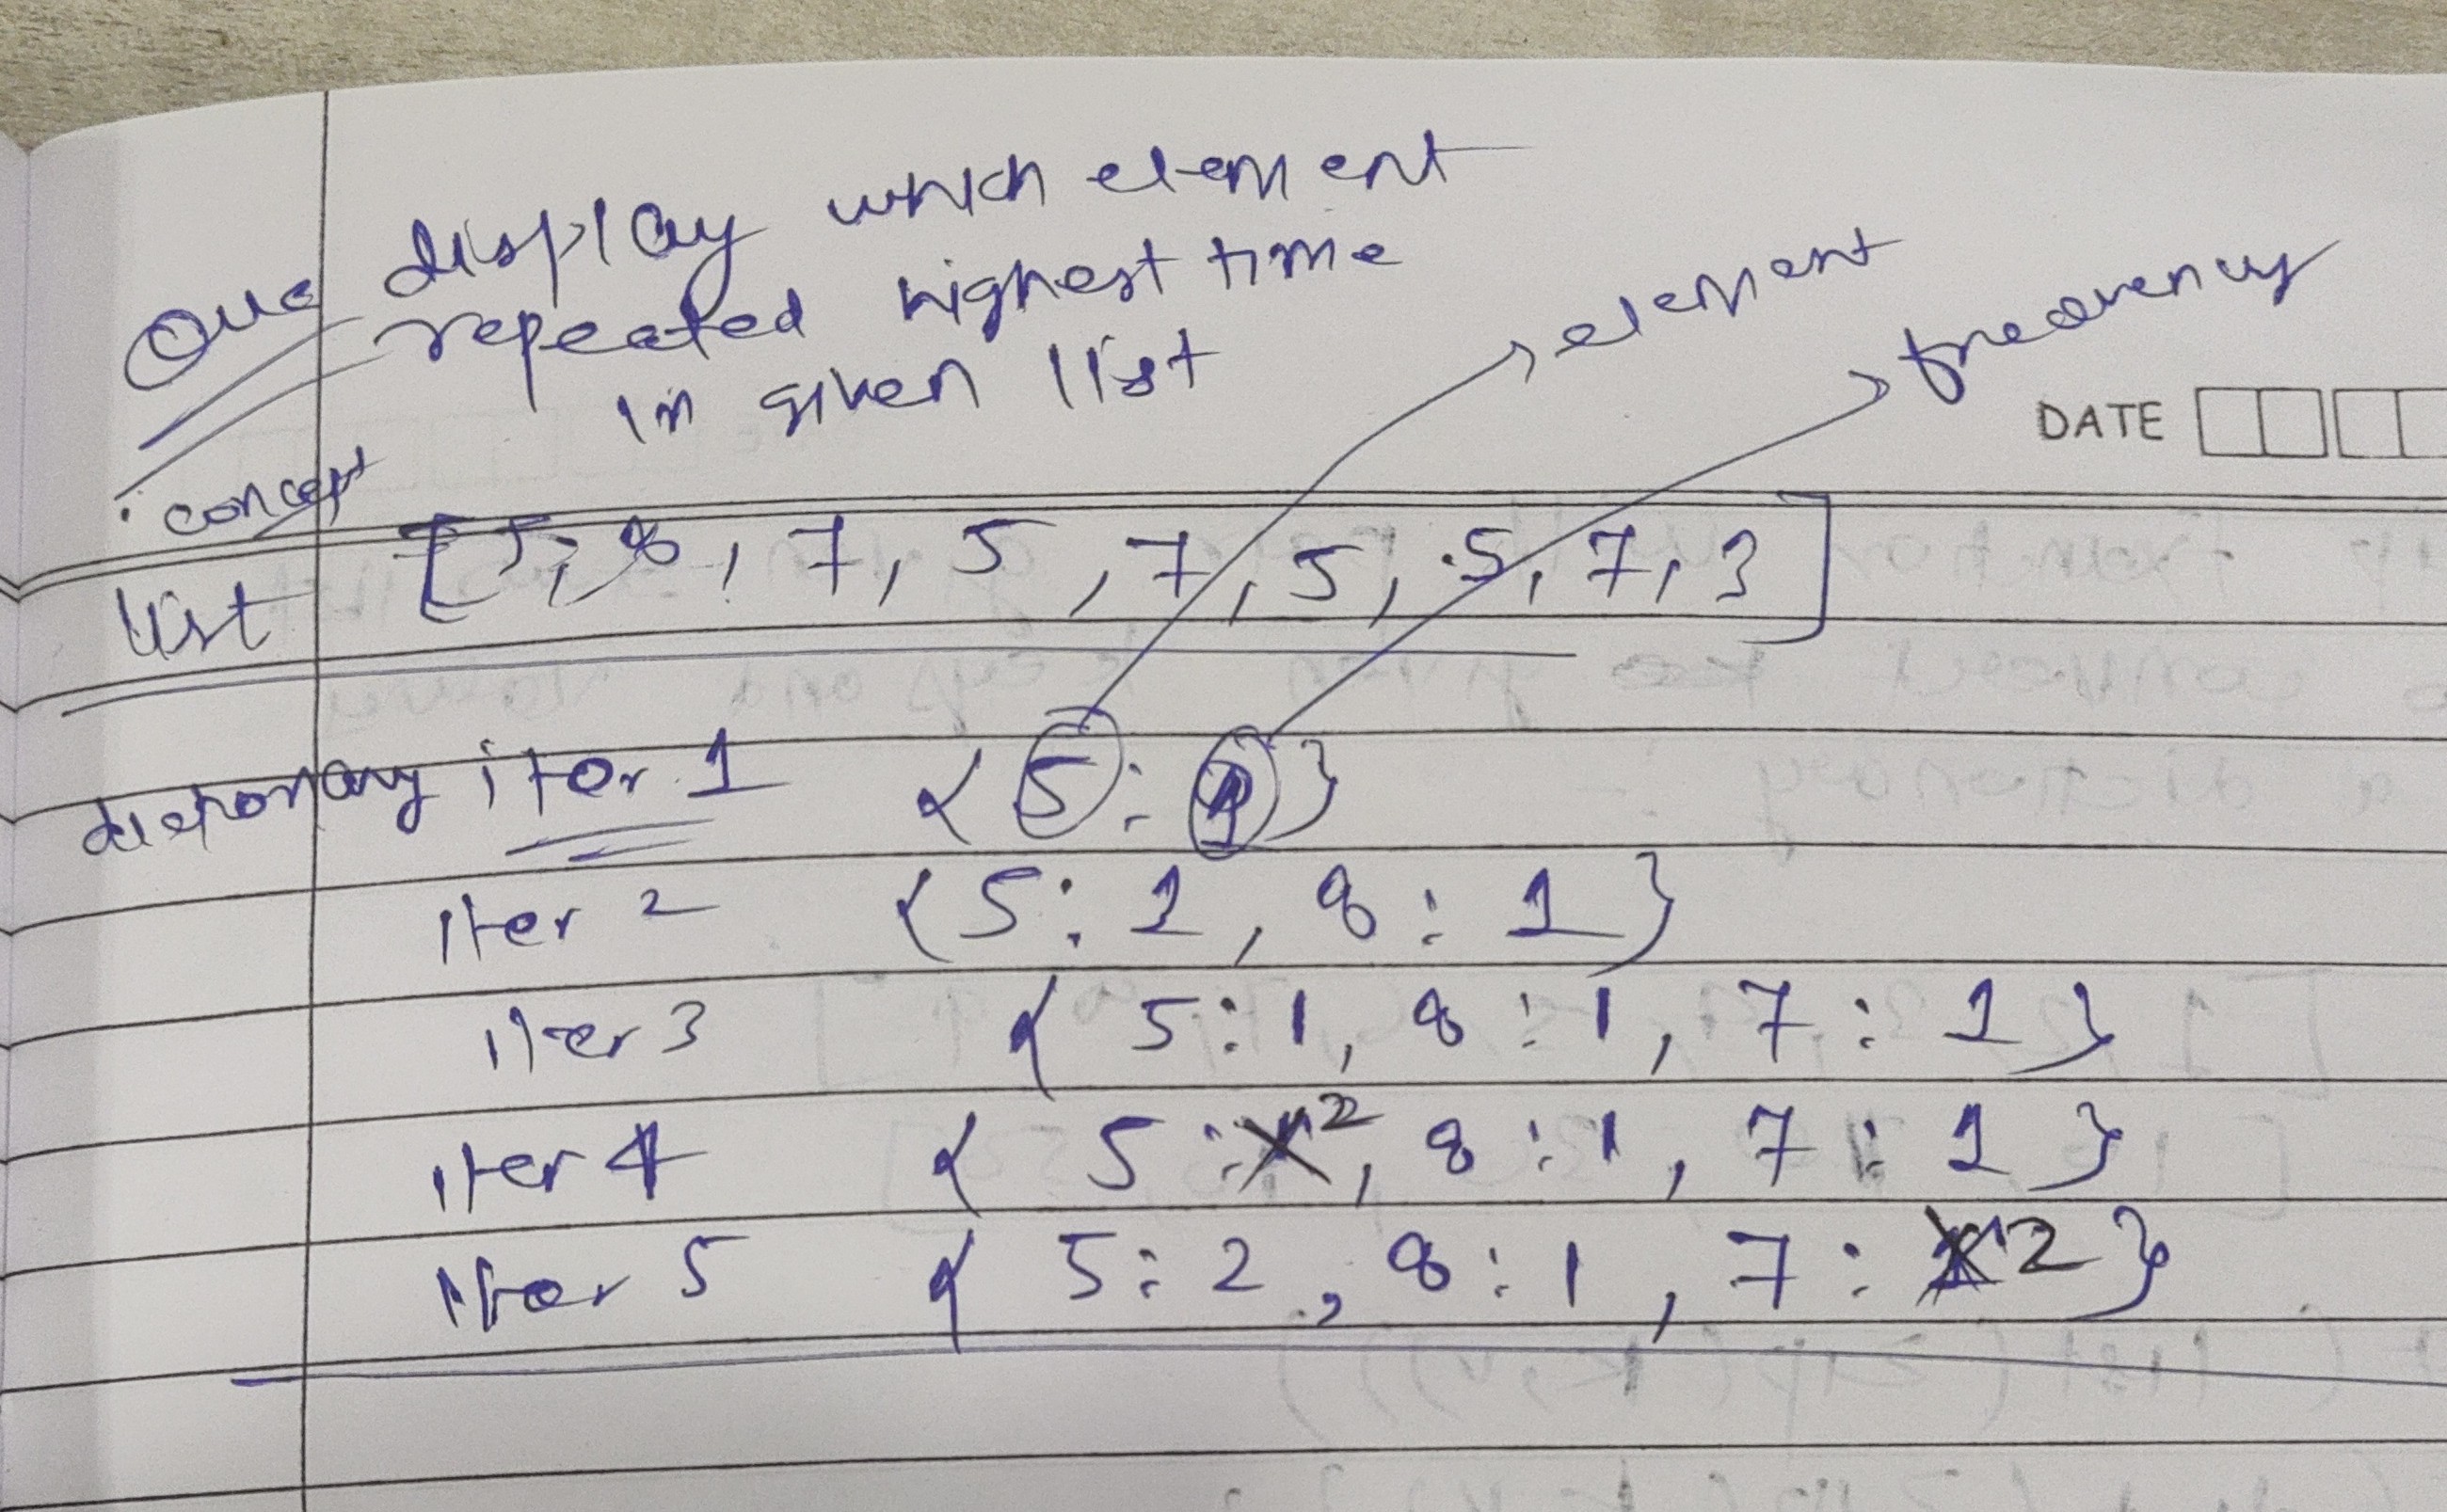 Que display which element
repeated highest time
in given list
element
frequency
DATE
concept
list [5, 8, 7, 5, 7, 5, 5, 7, 3]
dictionary iter 1 { 5 : 1 }
iter 2 { 5 : 1 , 8 : 1 }
iter 3 { 5 : 1, 8 : 1, 7 : 1 }
iter 4 { 5 : 2, 8 : 1, 7 : 1 }
iter 5 { 5 : 2, 8 : 1, 7 : 2 }